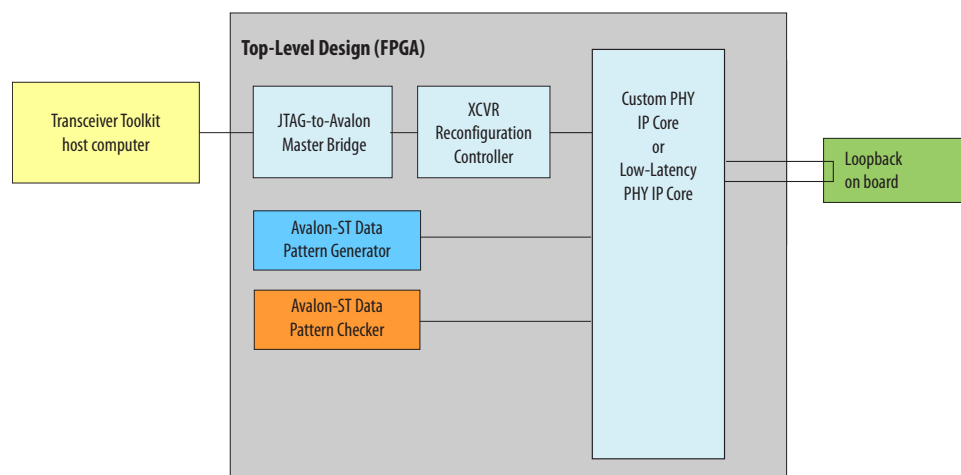 Top-Level Design (FPGA)
Transceiver Toolkit
host computer
JTAG-to-Avalon
Master Bridge
XCVR
Reconfiguration
Controller
Custom PHY
IP Core
or
Low-Latency
PHY IP Core
Loopback
on board
Avalon-ST Data
Pattern Generator
Avalon-ST Data
Pattern Checker